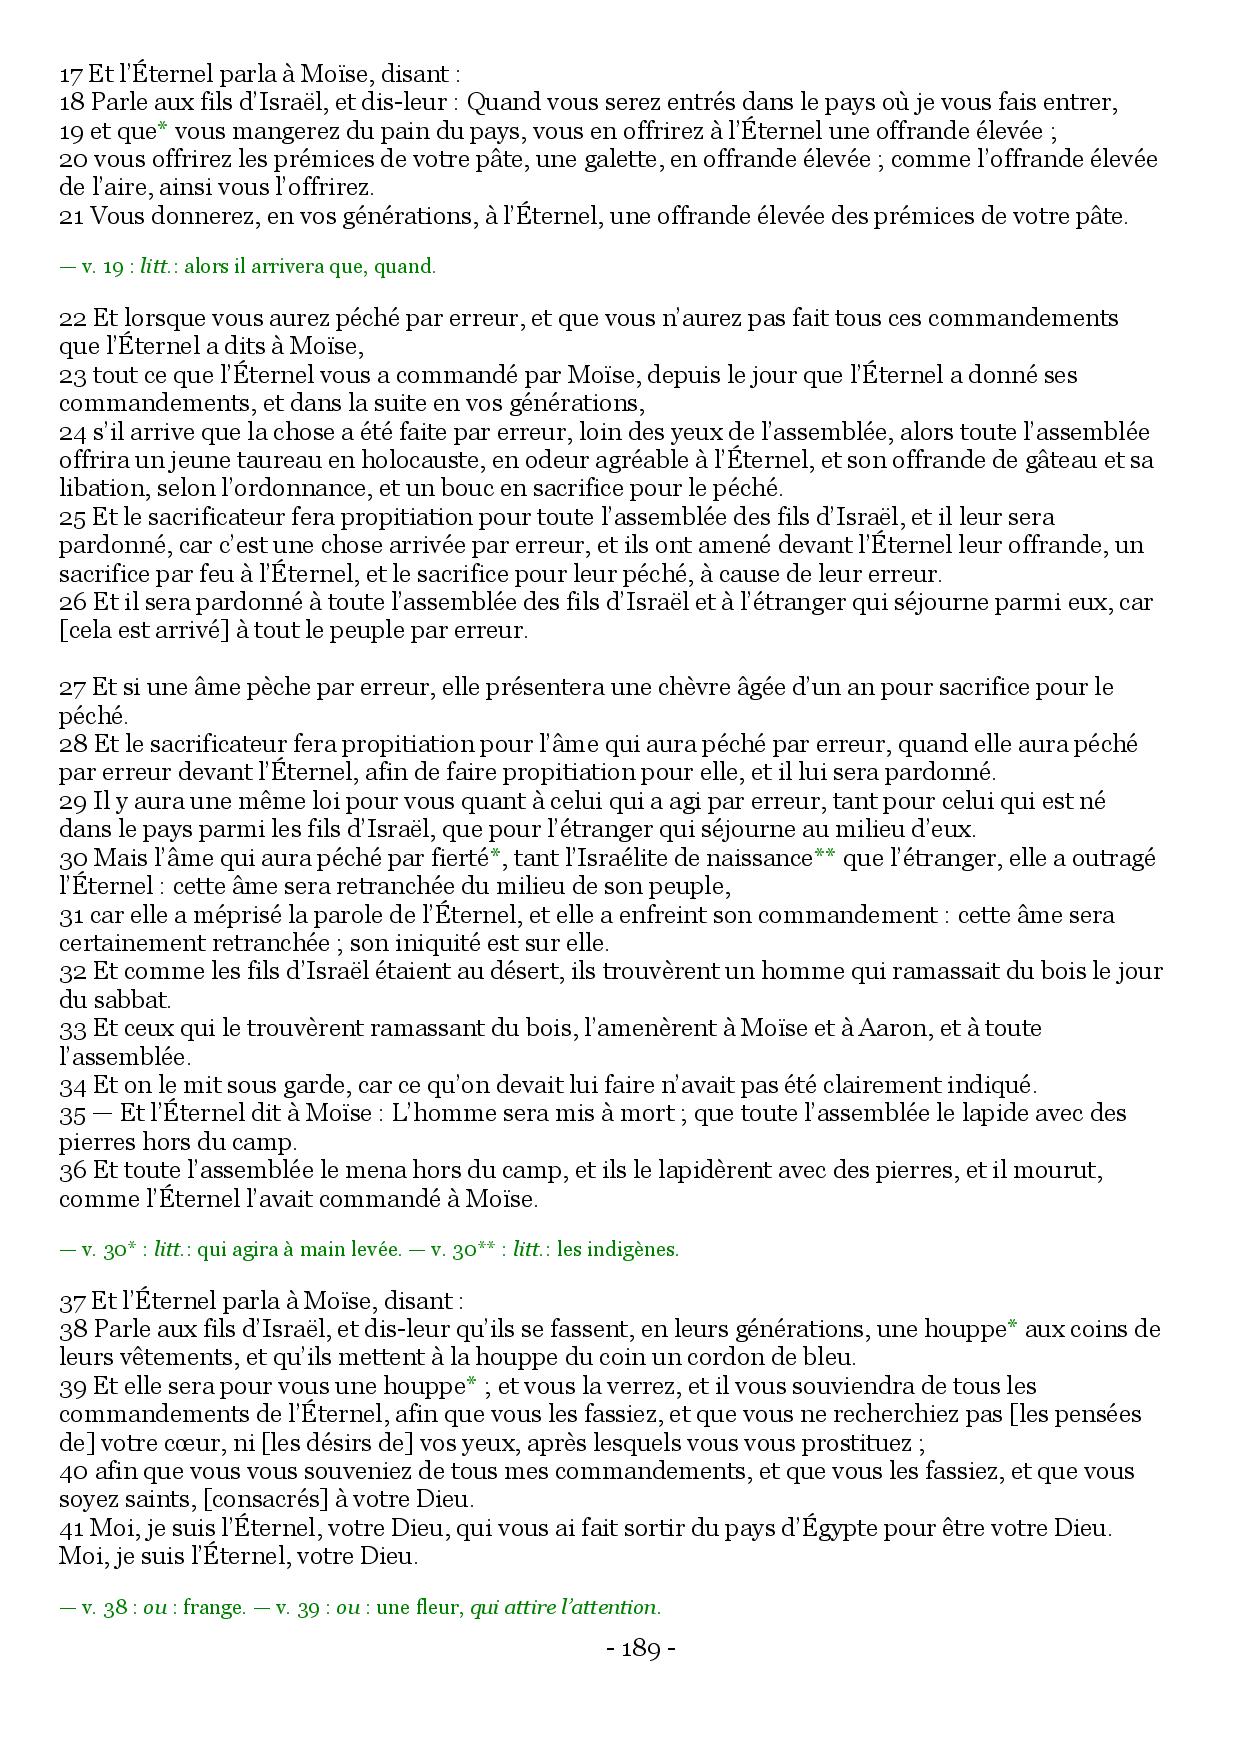 17 Et l’Éternel parla à Moïse, disant :
18 Parle aux fils d’Israël, et dis-leur : Quand vous serez entrés dans le pays où je vous fais entrer,
19 et que* vous mangerez du pain du pays, vous en offrirez à l’Éternel une offrande élevée ;
20 vous offrirez les prémices de votre pâte, une galette, en offrande élevée ; comme l’offrande élevée
de l’aire, ainsi vous l’offrirez.
21 Vous donnerez, en vos générations, à l’Éternel, une offrande élevée des prémices de votre pâte.
— v. 19 : litt.: alors il arrivera que, quand.
22 Et lorsque vous aurez péché par erreur, et que vous n’aurez pas fait tous ces commandements
que l’Éternel a dits à Moïse,
23 tout ce que l’Éternel vous a commandé par Moïse, depuis le jour que l’Éternel a donné ses
commandements, et dans la suite en vos générations,
24 s’il arrive que la chose a été faite par erreur, loin des yeux de l’assemblée, alors toute l’assemblée
offrira un jeune taureau en holocauste, en odeur agréable à l’Éternel, et son offrande de gâteau et sa
libation, selon l’ordonnance, et un bouc en sacrifice pour le péché.
25 Et le sacrificateur fera propitiation pour toute l’assemblée des fils d’Israël, et il leur sera
pardonné, car c’est une chose arrivée par erreur, et ils ont amené devant l’Éternel leur offrande, un
sacrifice par feu à l’Éternel, et le sacrifice pour leur péché, à cause de leur erreur.
26 Et il sera pardonné à toute l’assemblée des fils d’Israël et à l’étranger qui séjourne parmi eux, car
[cela est arrivé] à tout le peuple par erreur.
27 Et si une âme pèche par erreur, elle présentera une chèvre âgée d’un an pour sacrifice pour le
péché.
28 Et le sacrificateur fera propitiation pour l’âme qui aura péché par erreur, quand elle aura péché
par erreur devant l’Éternel, afin de faire propitiation pour elle, et il lui sera pardonné.
29 Il y aura une même loi pour vous quant à celui qui a agi par erreur, tant pour celui qui est né
dans le pays parmi les fils d’Israël, que pour l’étranger qui séjourne au milieu d’eux.
30 Mais l’âme qui aura péché par fierté*, tant l’Israélite de naissance** que l’étranger, elle a outragé
l’Éternel : cette âme sera retranchée du milieu de son peuple,
31 car elle a méprisé la parole de l’Éternel, et elle a enfreint son commandement : cette âme sera
certainement retranchée ; son iniquité est sur elle.
32 Et comme les fils d’Israël étaient au désert, ils trouvèrent un homme qui ramassait du bois le jour
du sabbat.
33 Et ceux qui le trouvèrent ramassant du bois, l’amenèrent à Moïse et à Aaron, et à toute
l’assemblée.
34 Et on le mit sous garde, car ce qu’on devait lui faire n’avait pas été clairement indiqué.
35 — Et l’Éternel dit à Moïse : L’homme sera mis à mort ; que toute l’assemblée le lapide avec des
pierres hors du camp.
36 Et toute l’assemblée le mena hors du camp, et ils le lapidèrent avec des pierres, et il mourut,
comme l’Éternel l’avait commandé à Moïse.
— v. 30* : litt.: qui agira à main levée. — v. 30** : litt.: les indigènes.
37 Et l’Éternel parla à Moïse, disant :
38 Parle aux fils d’Israël, et dis-leur qu’ils se fassent, en leurs générations, une houppe* aux coins de
leurs vêtements, et qu’ils mettent à la houppe du coin un cordon de bleu.
39 Et elle sera pour vous une houppe* ; et vous la verrez, et il vous souviendra de tous les
commandements de l’Éternel, afin que vous les fassiez, et que vous ne recherchiez pas [les pensées
de] votre cœur, ni [les désirs de] vos yeux, après lesquels vous vous prostituez ;
40 afin que vous vous souveniez de tous mes commandements, et que vous les fassiez, et que vous
soyez saints, [consacrés] à votre Dieu.
41 Moi, je suis l’Éternel, votre Dieu, qui vous ai fait sortir du pays d’Égypte pour être votre Dieu.
Moi, je suis l’Éternel, votre Dieu.
— v. 38 : ou : frange. — v. 39 : ou : une fleur, qui attire l’attention.
- 189 -